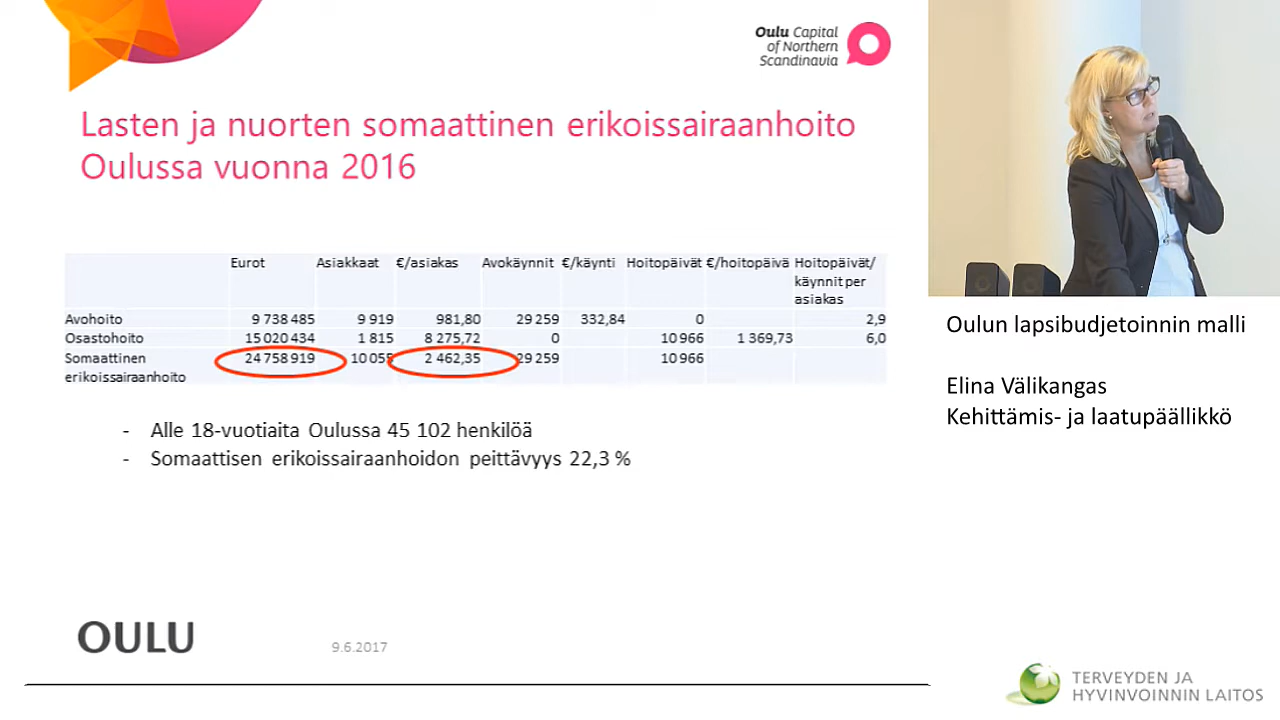 Oulu Capital
of Northern
Scandinavia
Lasten ja nuorten somaattinen erikoissairaanhoito
Oulussa vuonna 2016
Eurot Asiakkaat €/asiakas Avokäynnit €/käynti Hoitopäivät €/hoitopäivä Hoitopäivät/
käynnit per
asiakas
Avohoito 9 738 485 9 919 981,80 29 259 332,84 0 2,9
Osastohoito 15 020 434 1 815 8 275,72 0 10 966 1 369,73 6,0
Somaattinen 24 758 919 10 055 2 462,35 29 259 10 966
erikoissairaanhoito
- Alle 18-vuotiaita Oulussa 45 102 henkilöä
- Somaattisen erikoissairaanhoidon peittävyys 22,3 %
OULU
9.6.2017
Oulun lapsibudjetoinnin malli
Elina Välikangas
Kehittämis- ja laatupäällikkö
TERVEYDEN JA
HYVINVOINNIN LAITOS